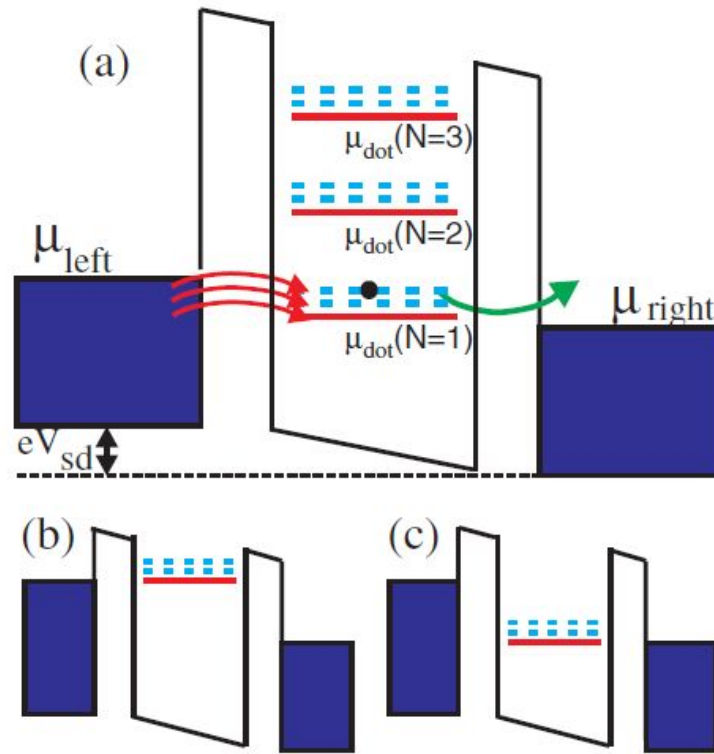 (a)
μdot(N=3)
μdot(N=2)
μleft
μdot(N=1)
μright
eVsd
(b)
(c)